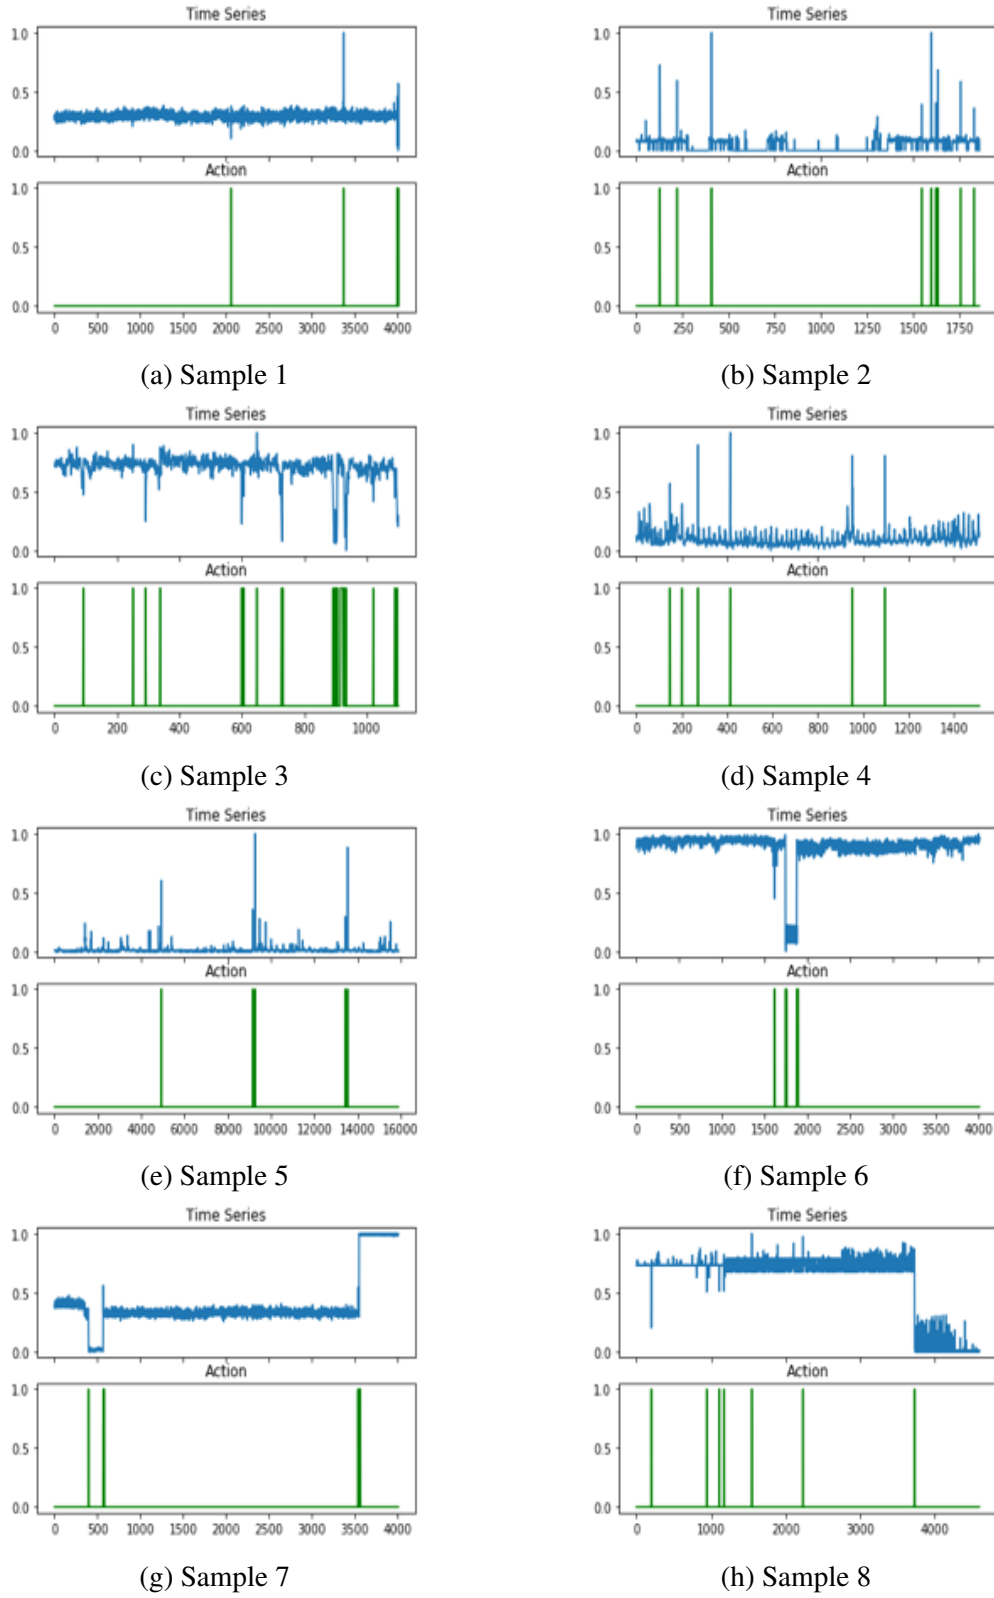 Time Series
1.0
0.5
0.0
Action
1.0
0.5
0.0
0 500 1000 1500 2000 2500 3000 3500 4000
(a) Sample 1
Time Series
1.0
0.5
0.0
Action
1.0
0.5
0.0
0 250 500 750 1000 1250 1500 1750
(b) Sample 2
Time Series
1.0
0.5
0.0
Action
1.0
0.5
0.0
0 200 400 600 800 1000
(c) Sample 3
Time Series
1.0
0.5
0.0
Action
1.0
0.5
0.0
0 200 400 600 800 1000 1200 1400
(d) Sample 4
Time Series
1.0
0.5
0.0
Action
1.0
0.5
0.0
0 2000 4000 6000 8000 10000 12000 14000 16000
(e) Sample 5
Time Series
1.0
0.5
0.0
Action
1.0
0.5
0.0
0 500 1000 1500 2000 2500 3000 3500 4000
(f) Sample 6
Time Series
1.0
0.5
0.0
Action
1.0
0.5
0.0
0 500 1000 1500 2000 2500 3000 3500 4000
(g) Sample 7
Time Series
1.0
0.5
0.0
Action
1.0
0.5
0.0
0 1000 2000 3000 4000
(h) Sample 8